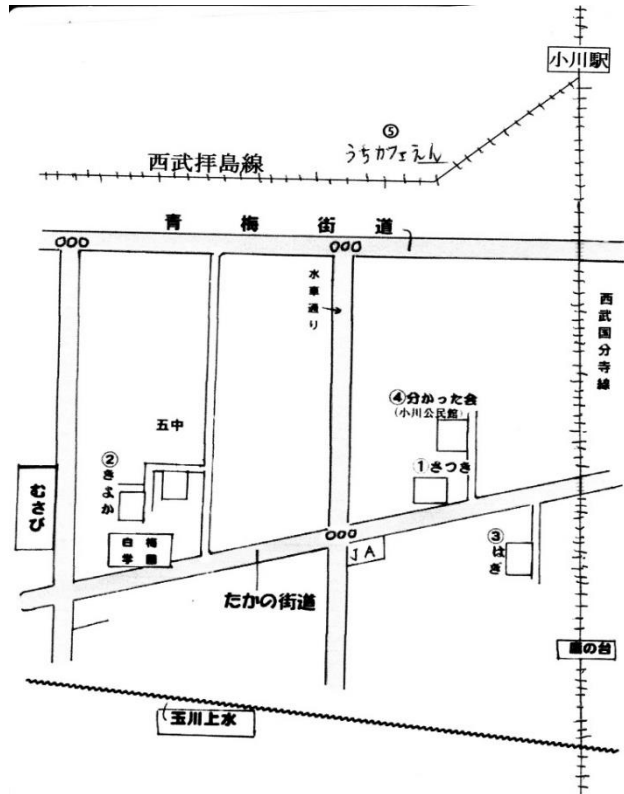 小川駅
⑤
うちカフェえん
西武拝島線
青梅街道
水車通り
西武国分寺線
④分かった会
(小川公民館)
五中
①さつき
②きよか
むさび
白梅
学園
③はぎ
JA
たかの街道
鷹の台
玉川上水